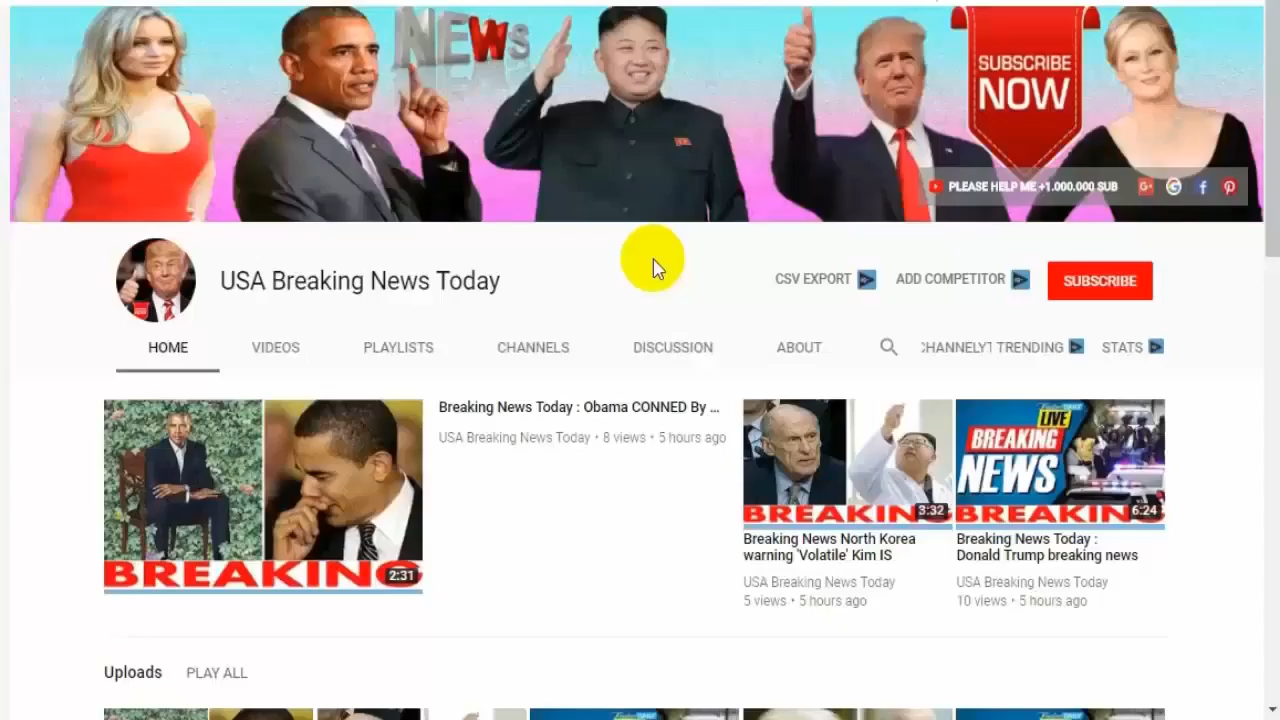 NEWS
SUBSCRIBE
NOW
PLEASE HELP ME +1.000.000 SUB
USA Breaking News Today
CSV EXPORT
ADD COMPETITOR
SUBSCRIBE
HOME
VIDEOS
PLAYLISTS
CHANNELS
DISCUSSION
ABOUT
CHANNELYT TRENDING
STATS
BREAKING
2:31
Breaking News Today : Obama CONNED By ...
USA Breaking News Today • 8 views • 5 hours ago
BREAKING
3:32
Breaking News North Korea
warning 'Volatile' Kim IS
USA Breaking News Today
5 views • 5 hours ago
LIVE
BREAKING
NEWS
BREAKING
6:24
Breaking News Today :
Donald Trump breaking news
USA Breaking News Today
10 views • 5 hours ago
Uploads
PLAY ALL